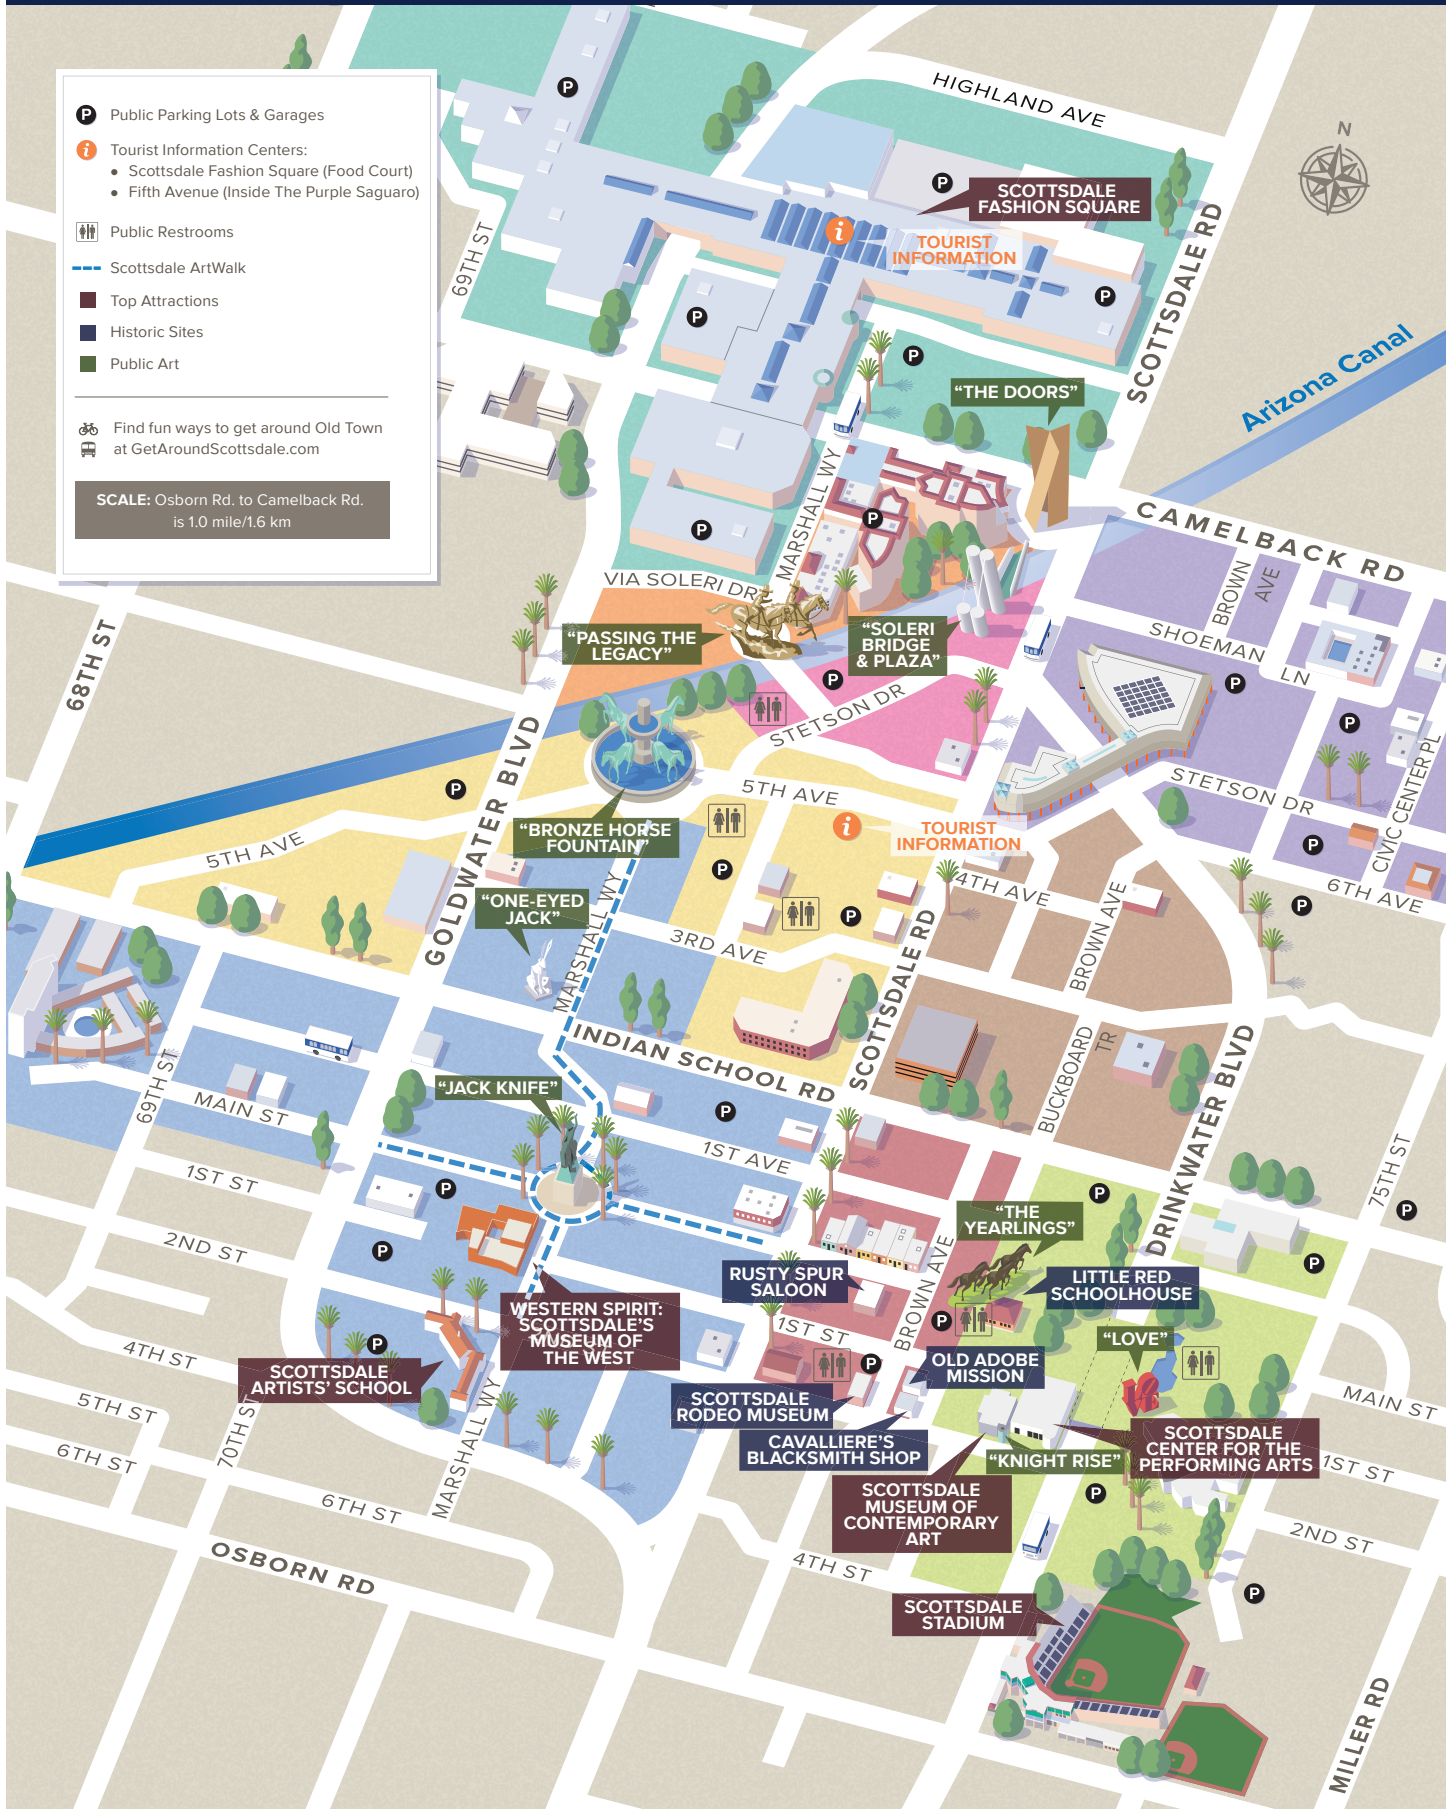 P Public Parking Lots & Garages
i Tourist Information Centers:
• Scottsdale Fashion Square (Food Court)
• Fifth Avenue (Inside The Purple Saguaro)
Public Restrooms
Scottsdale ArtWalk
Top Attractions
Historic Sites
Public Art
Find fun ways to get around Old Town
at GetAroundScottsdale.com
SCALE: Osborn Rd. to Camelback Rd.
is 1.0 mile/1.6 km
N
HIGHLAND AVE
P
P
SCOTTSDALE
FASHION SQUARE
i
TOURIST
INFORMATION
69TH ST
SCOTTSDALE RD
P
P
P
Arizona Canal
"THE DOORS"
MARSHALL WY
P
P
CAMELBACK RD
BROWN
AVE
VIA SOLERI DR
"PASSING THE
LEGACY"
"SOLERI
BRIDGE
& PLAZA"
SHOEMAN
LN
68TH ST
P
P
P
STETSON DR
GOLDWATER BLVD
P
5TH AVE
STETSON DR
CIVIC CENTER PL
"BRONZE HORSE
FOUNTAIN"
i
TOURIST
INFORMATION
5TH AVE
P
P
P
P
4TH AVE
6TH AVE
"ONE-EYED
JACK"
MARSHALL WY
3RD AVE
SCOTTSDALE RD
BROWN AVE
INDIAN SCHOOL RD
BUCKBOARD
TR
DRINKWATER BLVD
69TH ST
MAIN ST
"JACK KNIFE"
P
1ST AVE
75TH ST
1ST ST
P
P
P
"THE
YEARLINGS"
2ND ST
P
P
RUSTY SPUR
SALOON
LITTLE RED
SCHOOLHOUSE
BROWN AVE
WESTERN SPIRIT:
SCOTTSDALE'S
MUSEUM OF
THE WEST
1ST ST
P
"LOVE"
4TH ST
P
SCOTTSDALE
ARTISTS' SCHOOL
P
OLD ADOBE
MISSION
SCOTTSDALE
RODEO MUSEUM
MAIN ST
5TH ST
70TH ST
MARSHALL WY
CAVALLIERE'S
BLACKSMITH SHOP
"KNIGHT RISE"
SCOTTSDALE
CENTER FOR THE
PERFORMING ARTS
6TH ST
1ST ST
SCOTTSDALE
MUSEUM OF
CONTEMPORARY
ART
P
6TH ST
2ND ST
OSBORN RD
4TH ST
P
SCOTTSDALE
STADIUM
MILLER RD